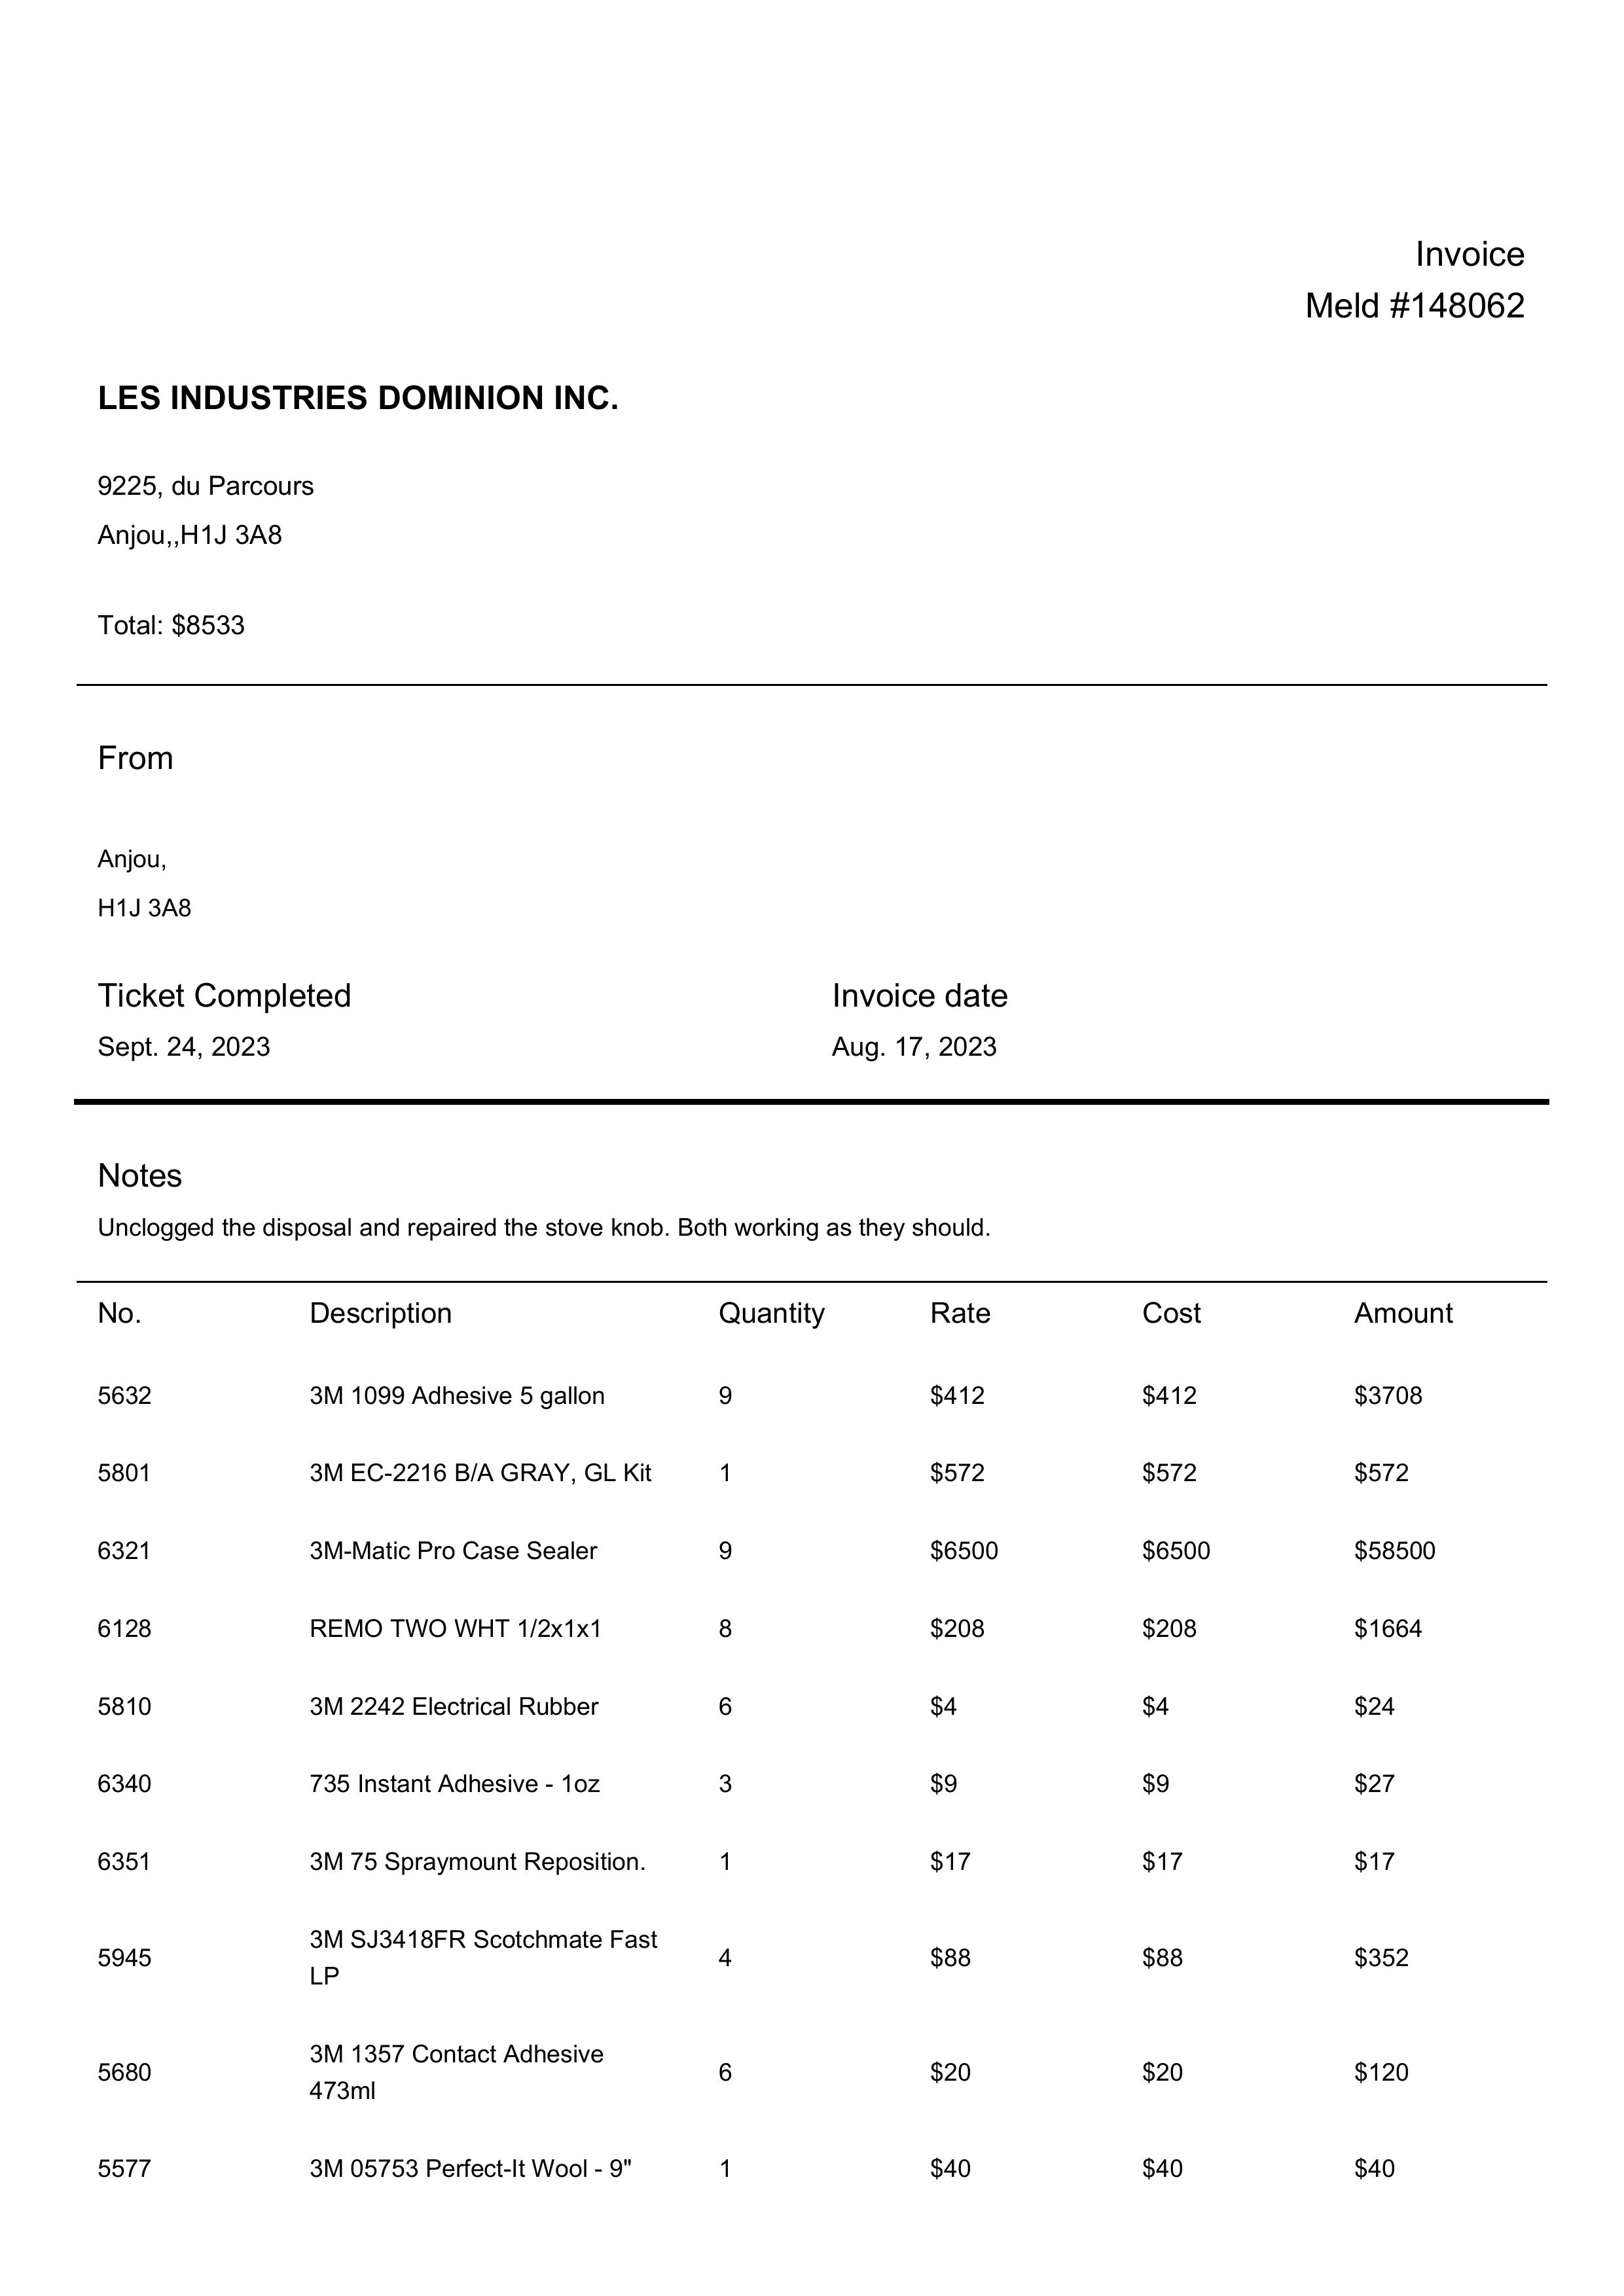 Invoice
Meld #148062
LES INDUSTRIES DOMINION INC.
9225, du Parcours
Anjou,,H1J 3A8
Total: $8533
From
Anjou,
H1J 3A8
Ticket Completed Invoice date
Sept. 24, 2023 Aug. 17, 2023
Notes
Unclogged the disposal and repaired the stove knob. Both working as they should.
No. Description Quantity Rate Cost Amount
5632 3M 1099 Adhesive 5 gallon 9 $412 $412 $3708
5801 3M EC-2216 B/A GRAY, GL Kit 1 $572 $572 $572
6321 3M-Matic Pro Case Sealer 9 $6500 $6500 $58500
6128 REMO TWO WHT 1/2x1x1 8 $208 $208 $1664
5810 3M 2242 Electrical Rubber 6 $4 $4 $24
6340 735 Instant Adhesive - 1oz 3 $9 $9 $27
6351 3M 75 Spraymount Reposition. 1 $17 $17 $17
5945 3M SJ3418FR Scotchmate Fast 4 $88 $88 $352
LP
5680 3M 1357 Contact Adhesive 6 $20 $20 $120
473ml
5577 3M 05753 Perfect-It Wool - 9" 1 $40 $40 $40